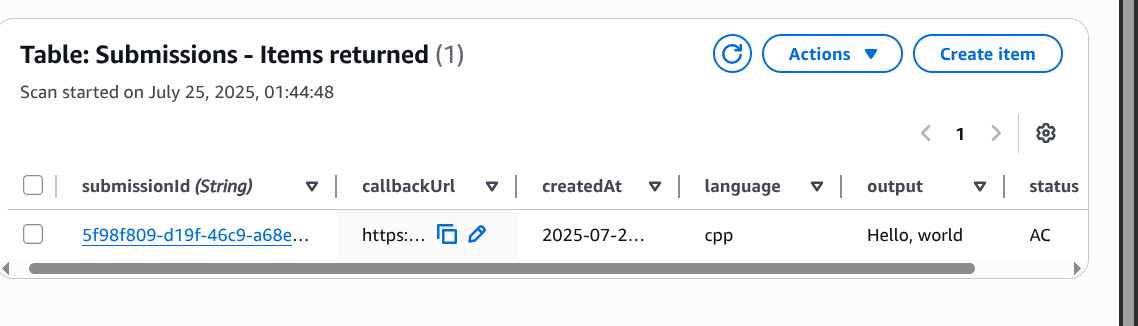 Table: Submissions - Items returned (1)
Actions
Create item
Scan started on July 25, 2025, 01:44:48
1
submissionId (String) callbackUrl createdAt language output status
5f98f809-d19f-46c9-a68e... https:... 2025-07-2... cpp Hello, world AC